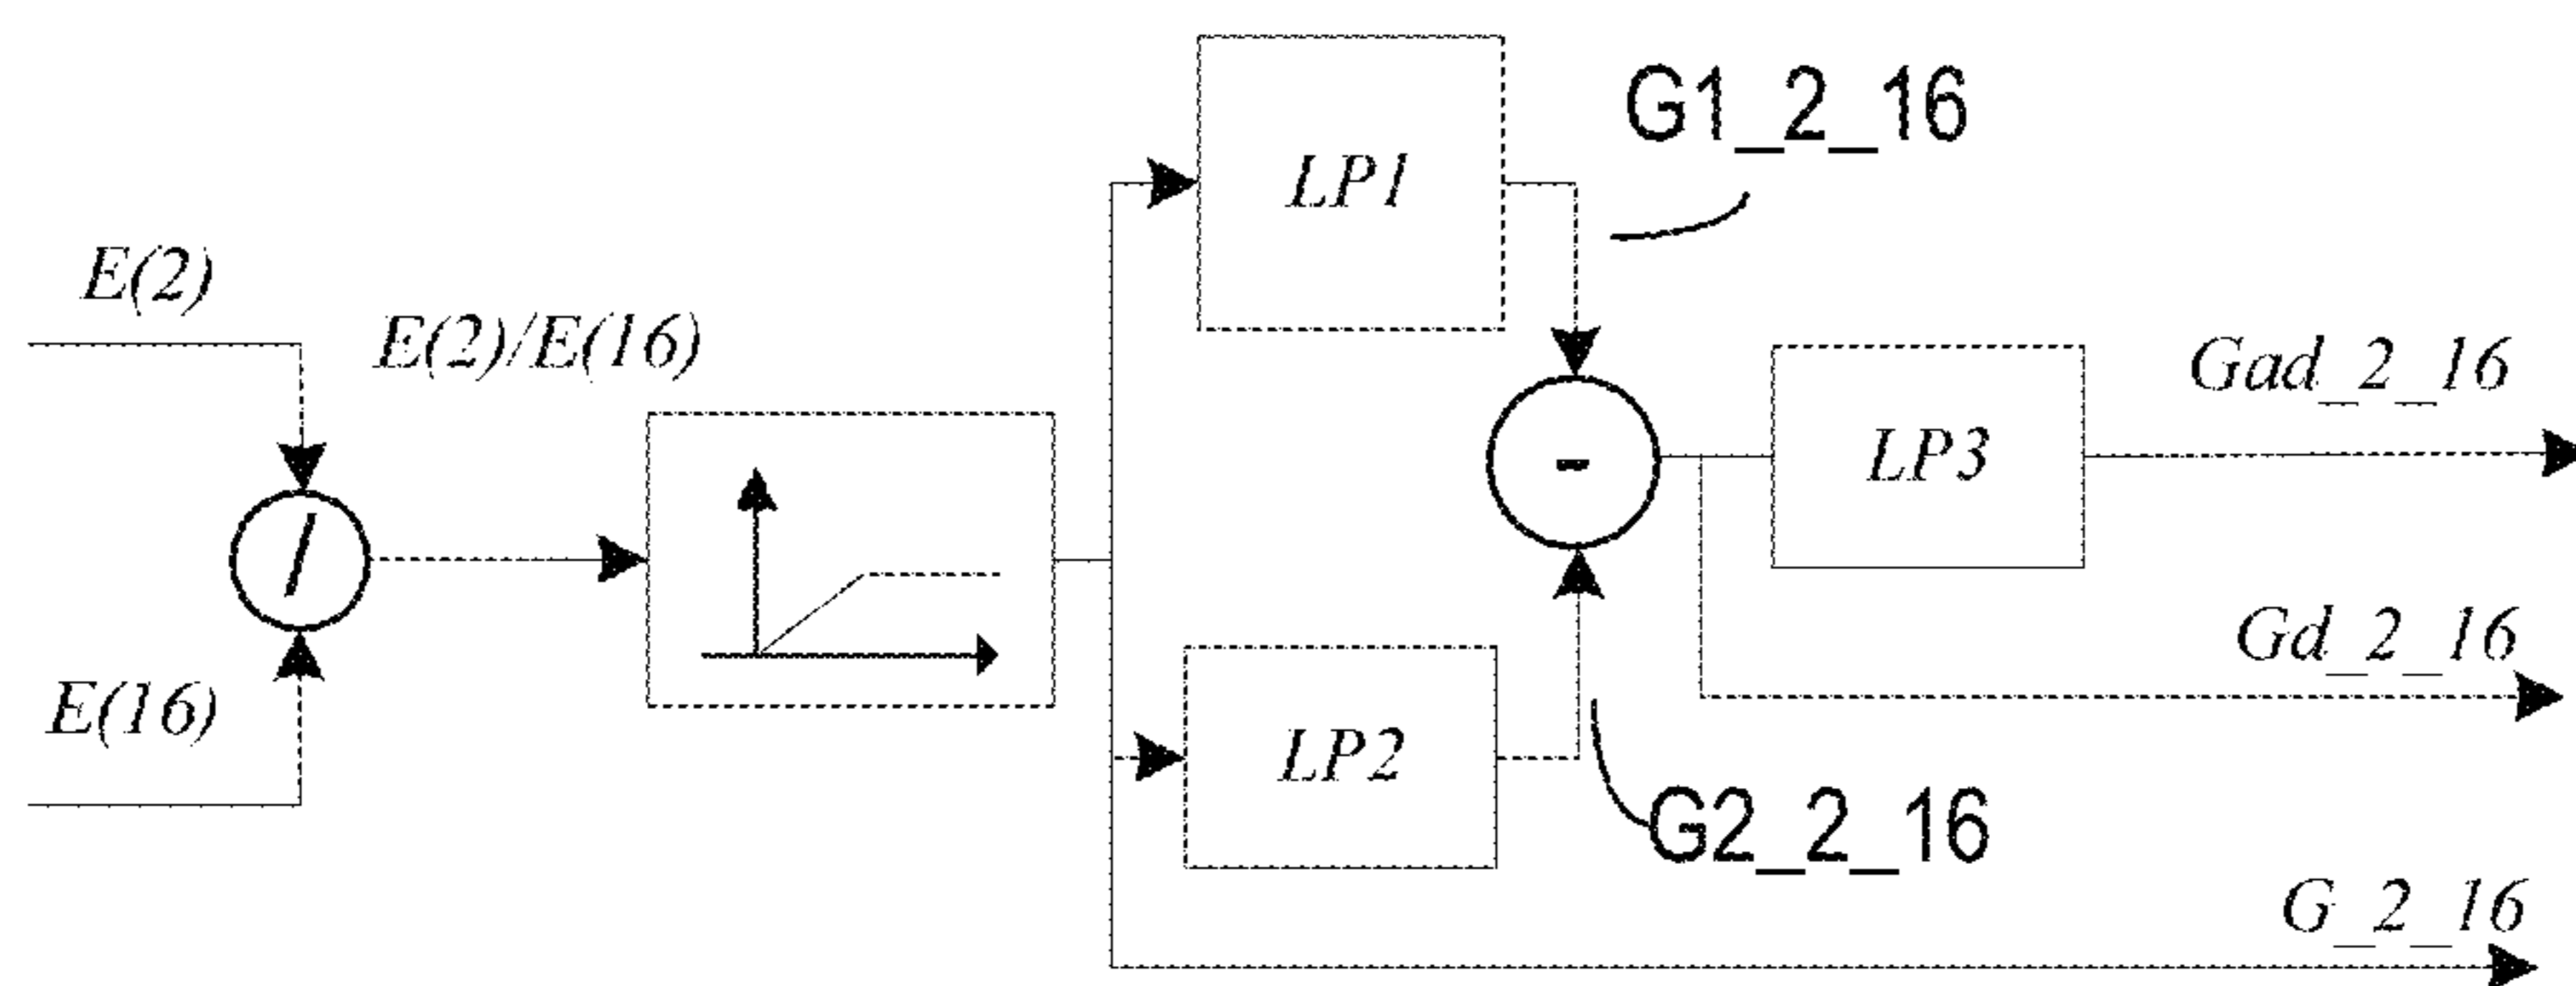 G1_2_16
LP1
E(2)
E(2)/E(16)
Gad_2_16
/
-
LP3
Gd_2_16
E(16)
LP2
G2_2_16
G_2_16